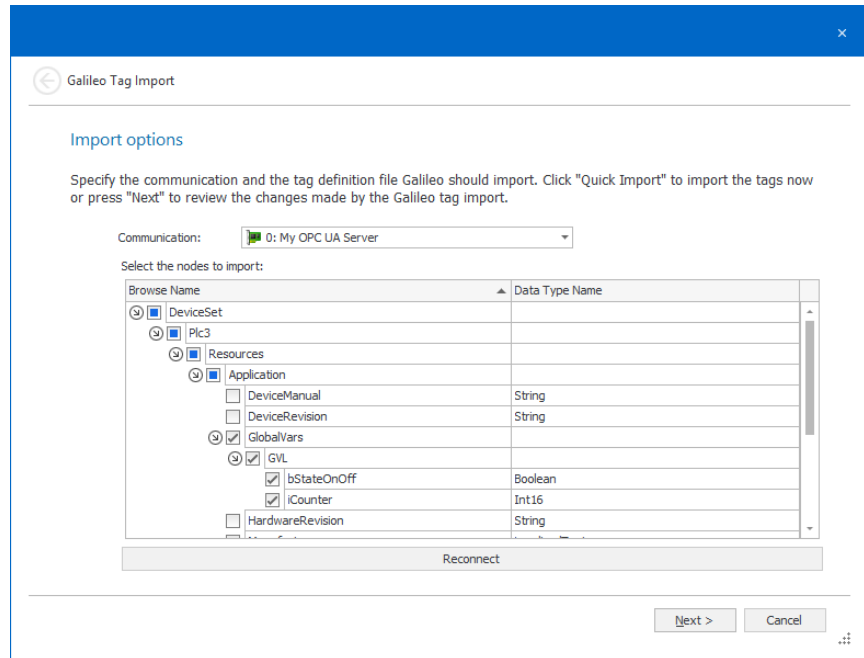 Galileo Tag Import
Import options
Specify the communication and the tag definition file Galileo should import. Click "Quick Import" to import the tags now
or press "Next" to review the changes made by the Galileo tag import.
Communication: 0: My OPC UA Server
Select the nodes to import:
Browse Name Data Type Name
DeviceSet
Plc3
Resources
Application
DeviceManual String
DeviceRevision String
GlobalVars
GVL
bStateOnOff Boolean
iCounter Int16
HardwareRevision String
Reconnect
Next > Cancel